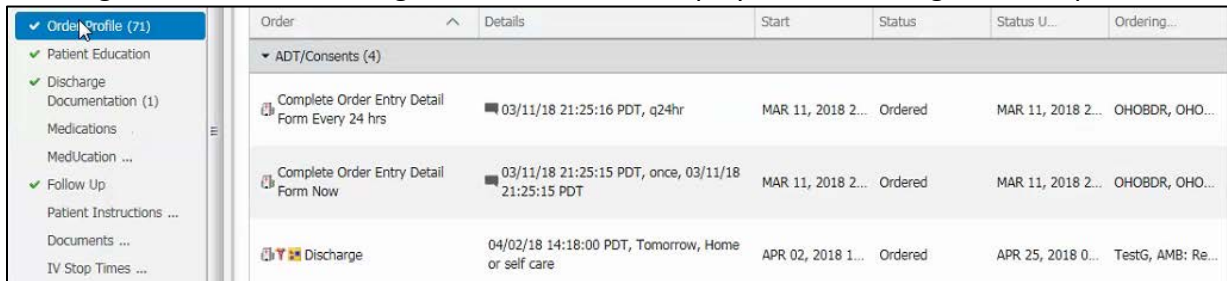 Order Profile (71)
Patient Education
Discharge
Documentation (1)
Medications
MedUcation ...
Follow Up
Patient Instructions ...
Documents ...
IV Stop Times ...
Order Details Start Status Status U... Ordering...
ADT/Consents (4)
Complete Order Entry Detail
Form Every 24 hrs
03/11/18 21:25:16 PDT, q24hr
MAR 11, 2018 2... Ordered MAR 11, 2018 2... OHOBDR, OHO...
Complete Order Entry Detail
Form Now
03/11/18 21:25:15 PDT, once, 03/11/18
21:25:15 PDT
MAR 11, 2018 2... Ordered MAR 11, 2018 2... OHOBDR, OHO...
Discharge
04/02/18 14:18:00 PDT, Tomorrow, Home
or self care
APR 02, 2018 1... Ordered APR 25, 2018 0... TestG, AMB: Re...